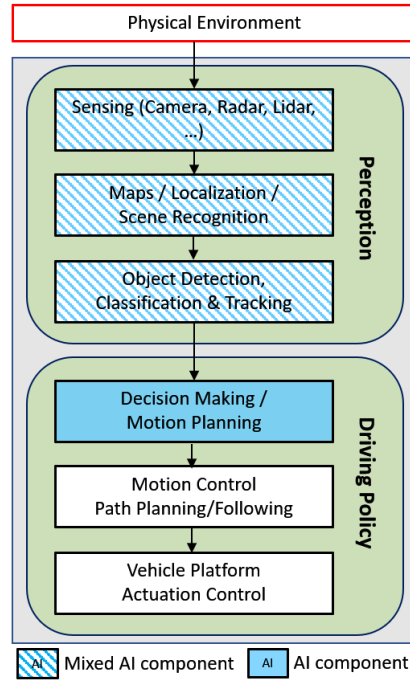 Physical Environment
Sensing (Camera, Radar, Lidar,
...)
Maps / Localization /
Scene Recognition
Object Detection,
Classification & Tracking
Perception
Decision Making /
Motion Planning
Motion Control
Path Planning/Following
Vehicle Platform
Actuation Control
Driving Policy
AI Mixed AI component
AI AI component